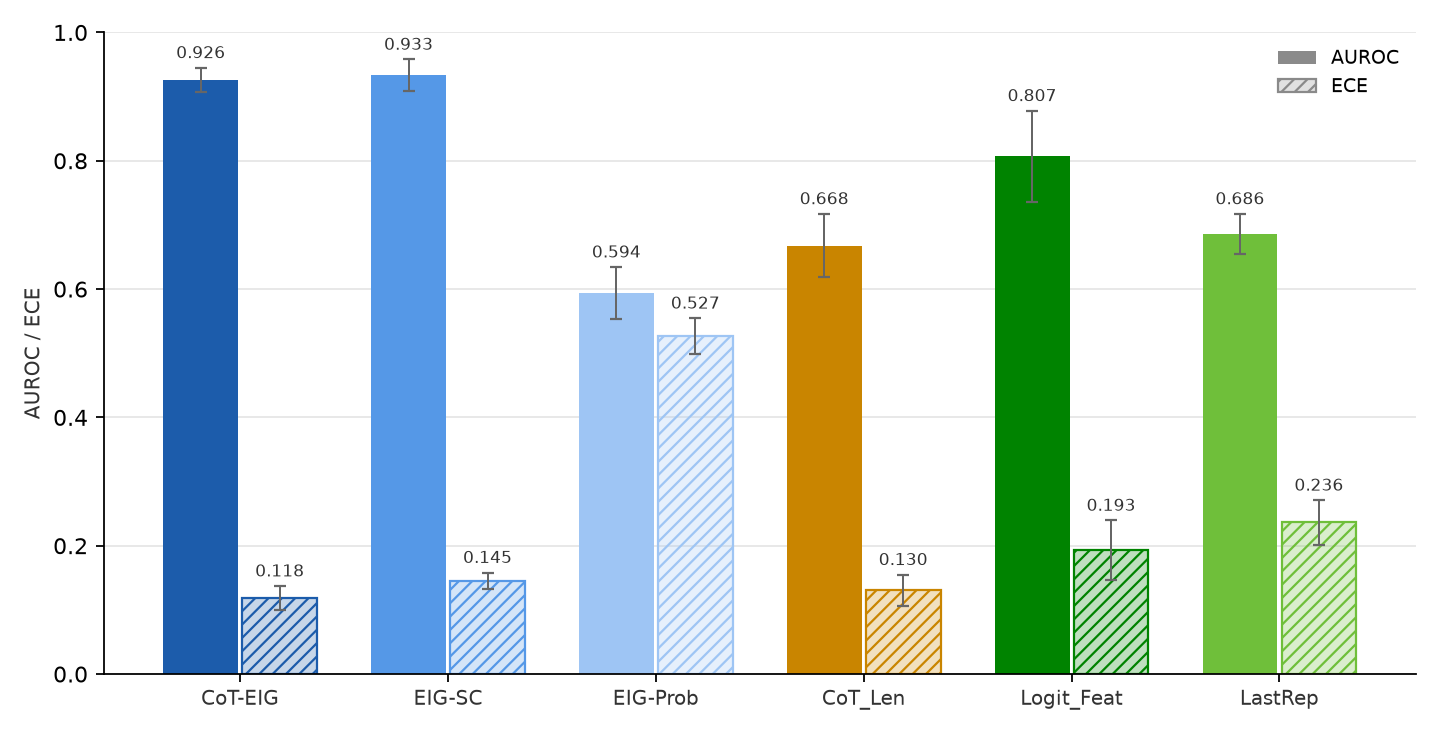 AUROC / ECE
1.0
0.8
0.6
0.4
0.2
0.0
AUROC
ECE
0.926
0.118
0.933
0.145
0.594
0.527
0.668
0.130
0.807
0.193
0.686
0.236
CoT-EIG
EIG-SC
EIG-Prob
CoT_Len
Logit_Feat
LastRep